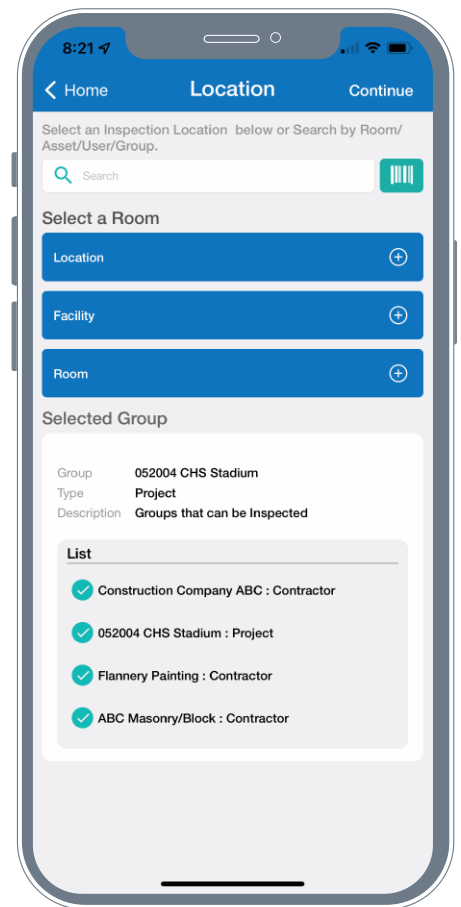 8:21
Home
Location
Continue
Select an Inspection Location below or Search by Room/
Asset/User/Group.
Search
Select a Room
Location
Facility
Room
Selected Group
Group 052004 CHS Stadium
Type Project
Description Groups that can be Inspected
List
Construction Company ABC : Contractor
052004 CHS Stadium : Project
Flannery Painting : Contractor
ABC Masonry/Block : Contractor